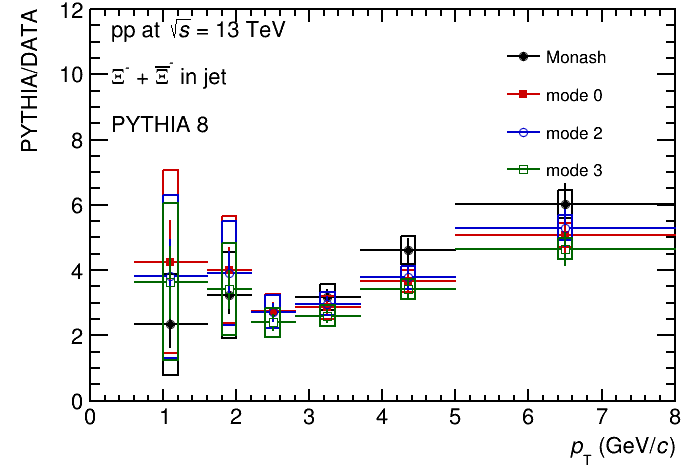 PYTHIA/DATA
12
10
8
6
4
2
0
pp at √s = 13 TeV
Ξ⁻ + Ξ̅⁻ in jet
PYTHIA 8
Monash
mode 0
mode 2
mode 3
0 1 2 3 4 5 6 7 8
p_T (GeV/c)